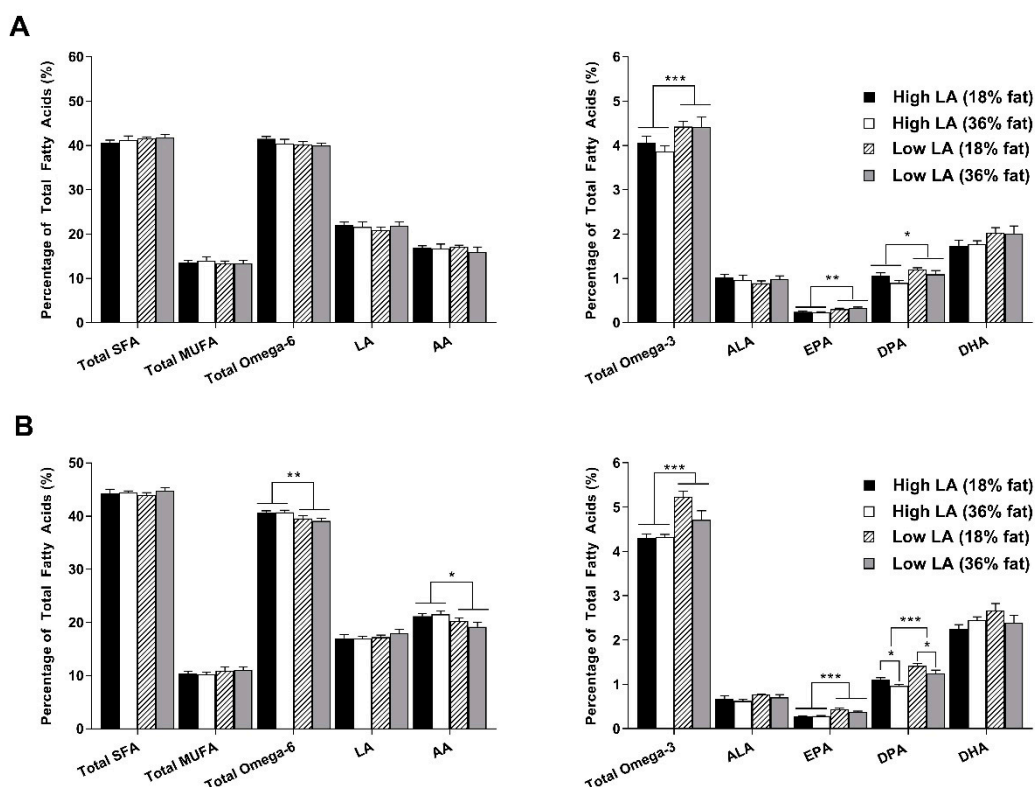 A
Percentage of Total Fatty Acids (%)
60
50
40
30
20
10
0
Total SFA
Total MUFA
Total Omega-6
LA
AA
Percentage of Total Fatty Acids (%)
6
5
4
3
2
1
0
***
**
*
Total Omega-3
ALA
EPA
DPA
DHA
High LA (18% fat)
High LA (36% fat)
Low LA (18% fat)
Low LA (36% fat)
B
Percentage of Total Fatty Acids (%)
50
40
30
20
10
0
**
*
Total SFA
Total MUFA
Total Omega-6
LA
AA
Percentage of Total Fatty Acids (%)
6
5
4
3
2
1
0
***
***
***
*
*
Total Omega-3
ALA
EPA
DPA
DHA
High LA (18% fat)
High LA (36% fat)
Low LA (18% fat)
Low LA (36% fat)